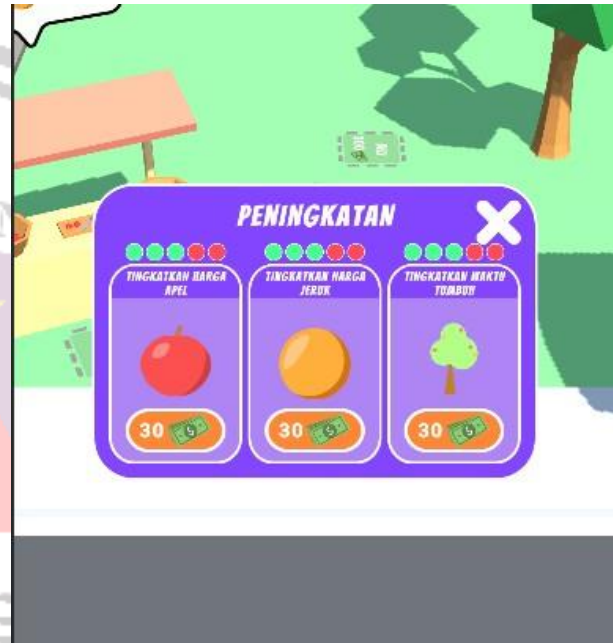 PENINGKATAN
TINGKATKAN HARGA
APEL
TINGKATKAN HARGA
JERUK
TINGKATKAN WAKTU
TUMBUH
30
30
30